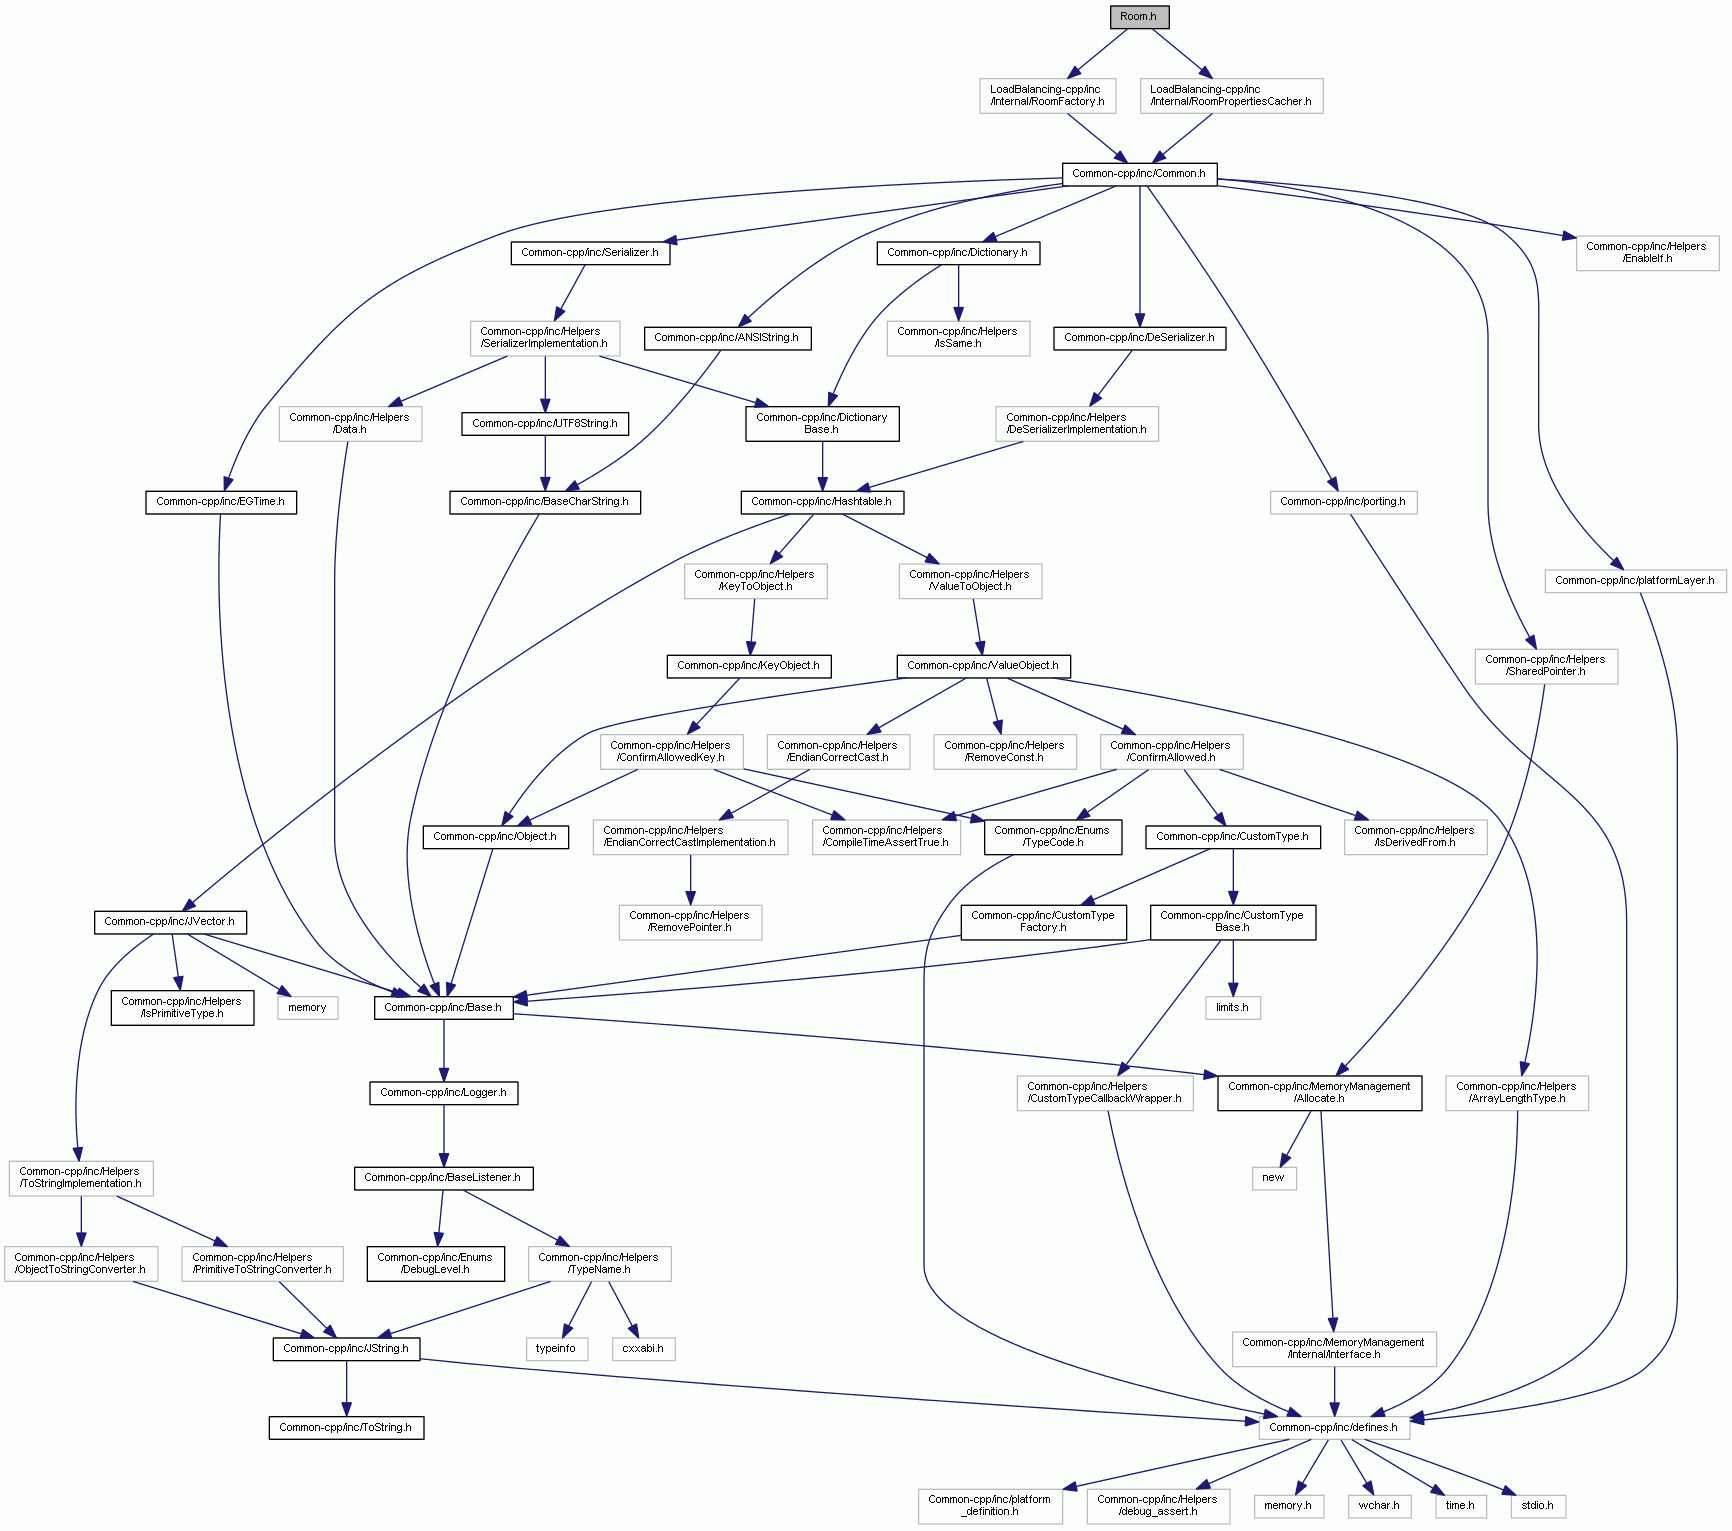 Room.h
LoadBalancing-cpp/inc
/Internal/RoomFactory.h
LoadBalancing-cpp/inc
/Internal/RoomPropertiesCacher.h
Common-cpp/inc/Common.h
Common-cpp/inc/Serializer.h
Common-cpp/inc/Dictionary.h
Common-cpp/inc/Helpers
/EnableIf.h
Common-cpp/inc/Helpers
/SerializerImplementation.h
Common-cpp/inc/ANSIString.h
Common-cpp/inc/Helpers
/IsSame.h
Common-cpp/inc/DeSerializer.h
Common-cpp/inc/Helpers
/Data.h
Common-cpp/inc/UTF8String.h
Common-cpp/inc/Dictionary
Base.h
Common-cpp/inc/Helpers
/DeSerializerImplementation.h
Common-cpp/inc/EGTime.h
Common-cpp/inc/BaseCharString.h
Common-cpp/inc/Hashtable.h
Common-cpp/inc/porting.h
Common-cpp/inc/Helpers
/KeyToObject.h
Common-cpp/inc/Helpers
/ValueToObject.h
Common-cpp/inc/platformLayer.h
Common-cpp/inc/KeyObject.h
Common-cpp/inc/ValueObject.h
Common-cpp/inc/Helpers
/SharedPointer.h
Common-cpp/inc/Helpers
/ConfirmAllowedKey.h
Common-cpp/inc/Helpers
/EndianCorrectCast.h
Common-cpp/inc/Helpers
/RemoveConst.h
Common-cpp/inc/Helpers
/ConfirmAllowed.h
Common-cpp/inc/Object.h
Common-cpp/inc/Helpers
/EndianCorrectCastImplementation.h
Common-cpp/inc/Helpers
/CompileTimeAssertTrue.h
Common-cpp/inc/Enums
/TypeCode.h
Common-cpp/inc/CustomType.h
Common-cpp/inc/Helpers
/IsDerivedFrom.h
Common-cpp/inc/JVector.h
Common-cpp/inc/Helpers
/RemovePointer.h
Common-cpp/inc/CustomType
Factory.h
Common-cpp/inc/CustomType
Base.h
Common-cpp/inc/Helpers
/IsPrimitiveType.h
memory
Common-cpp/inc/Base.h
limits.h
Common-cpp/inc/Logger.h
Common-cpp/inc/Helpers
/CustomTypeCallbackWrapper.h
Common-cpp/inc/MemoryManagement
/Allocate.h
Common-cpp/inc/Helpers
/ArrayLengthType.h
Common-cpp/inc/Helpers
/ToStringImplementation.h
Common-cpp/inc/BaseListener.h
new
Common-cpp/inc/Helpers
/ObjectToStringConverter.h
Common-cpp/inc/Helpers
/PrimitiveToStringConverter.h
Common-cpp/inc/Enums
/DebugLevel.h
Common-cpp/inc/Helpers
/TypeName.h
Common-cpp/inc/JString.h
typeinfo
cxxabi.h
Common-cpp/inc/MemoryManagement
/Internal/Interface.h
Common-cpp/inc/ToString.h
Common-cpp/inc/defines.h
Common-cpp/inc/platform
_definition.h
Common-cpp/inc/Helpers
/debug_assert.h
memory.h
wchar.h
time.h
stdio.h